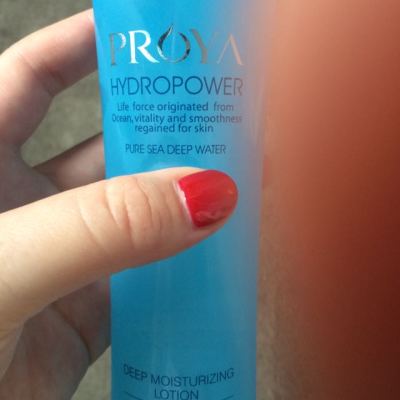 PROYA
HYDROPOWER
Life force originated from
Ocean, vitality and smoothness
regained for skin
PURE SEA DEEP WATER
DEEP MOISTURIZING
LOTION